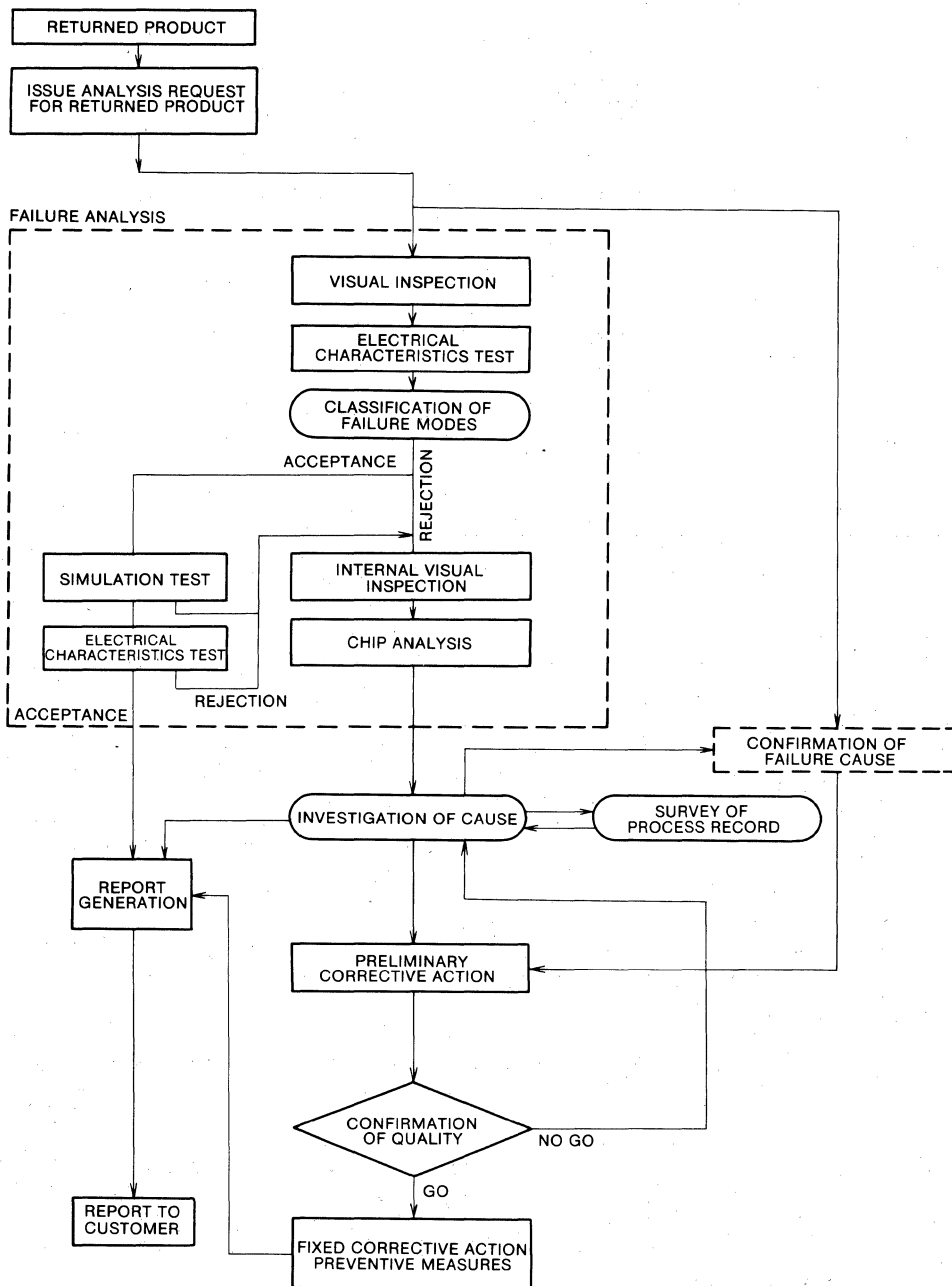 RETURNED PRODUCT
ISSUE ANALYSIS REQUEST
FOR RETURNED PRODUCT
FAILURE ANALYSIS
VISUAL INSPECTION
ELECTRICAL
CHARACTERISTICS TEST
CLASSIFICATION OF
FAILURE MODES
ACCEPTANCE
REJECTION
SIMULATION TEST
INTERNAL VISUAL
INSPECTION
ELECTRICAL
CHARACTERISTICS TEST
CHIP ANALYSIS
REJECTION
ACCEPTANCE
CONFIRMATION OF
FAILURE CAUSE
INVESTIGATION OF CAUSE
SURVEY OF
PROCESS RECORD
REPORT
GENERATION
PRELIMINARY
CORRECTIVE ACTION
CONFIRMATION
OF QUALITY
NO GO
GO
REPORT TO
CUSTOMER
FIXED CORRECTIVE ACTION
PREVENTIVE MEASURES